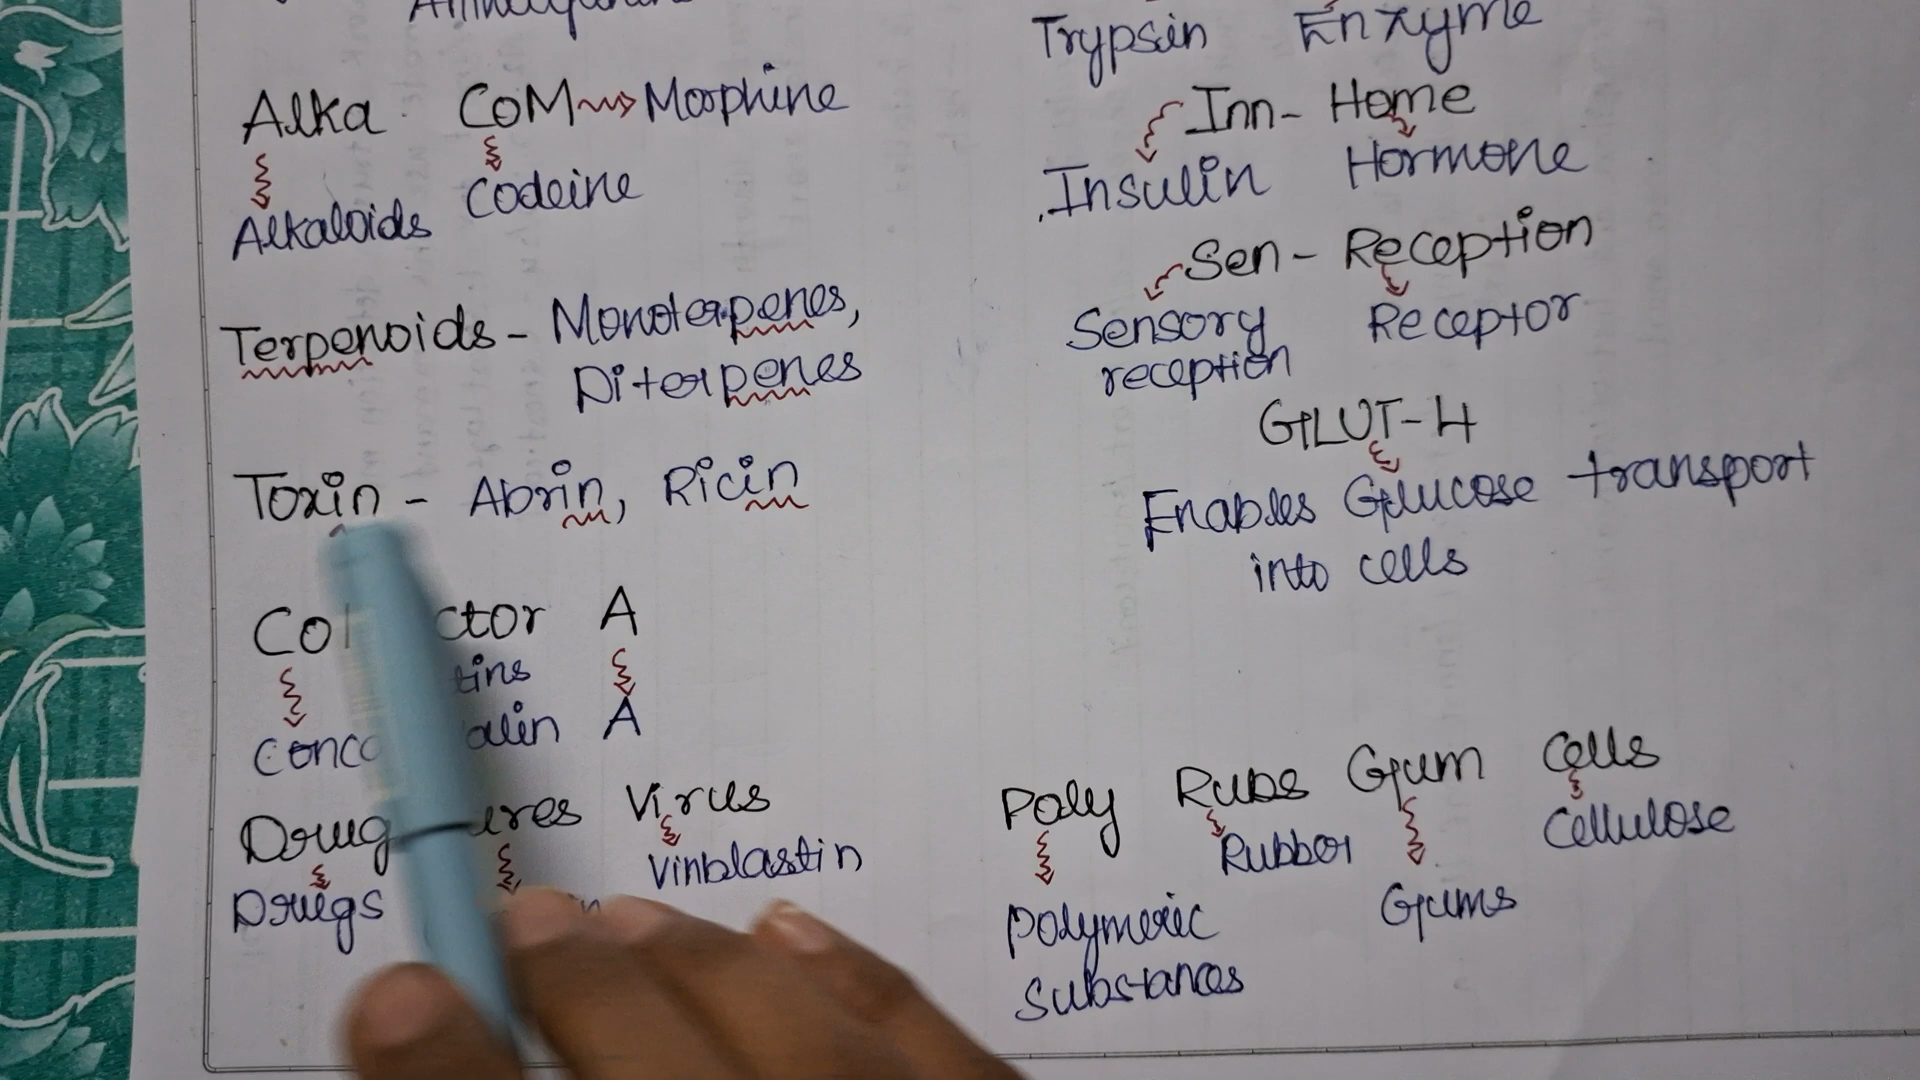 Trypsin Enzyme
Alka CoM Morphine
Alkaloids Codeine
Terpenoids - Monoterpenes,
Diterpenes
Toxin - Abrin, Ricin
A
A
Virus
Drugs Vinblastin
Inn - Home
Insulin Hormone
Sen - Reception
Sensory Receptor
reception
GLUT-4
Enables Glucose transport
into cells
Poly Rubs Gum Cells
Rubber Cellulose
Polymeric Gums
Substances